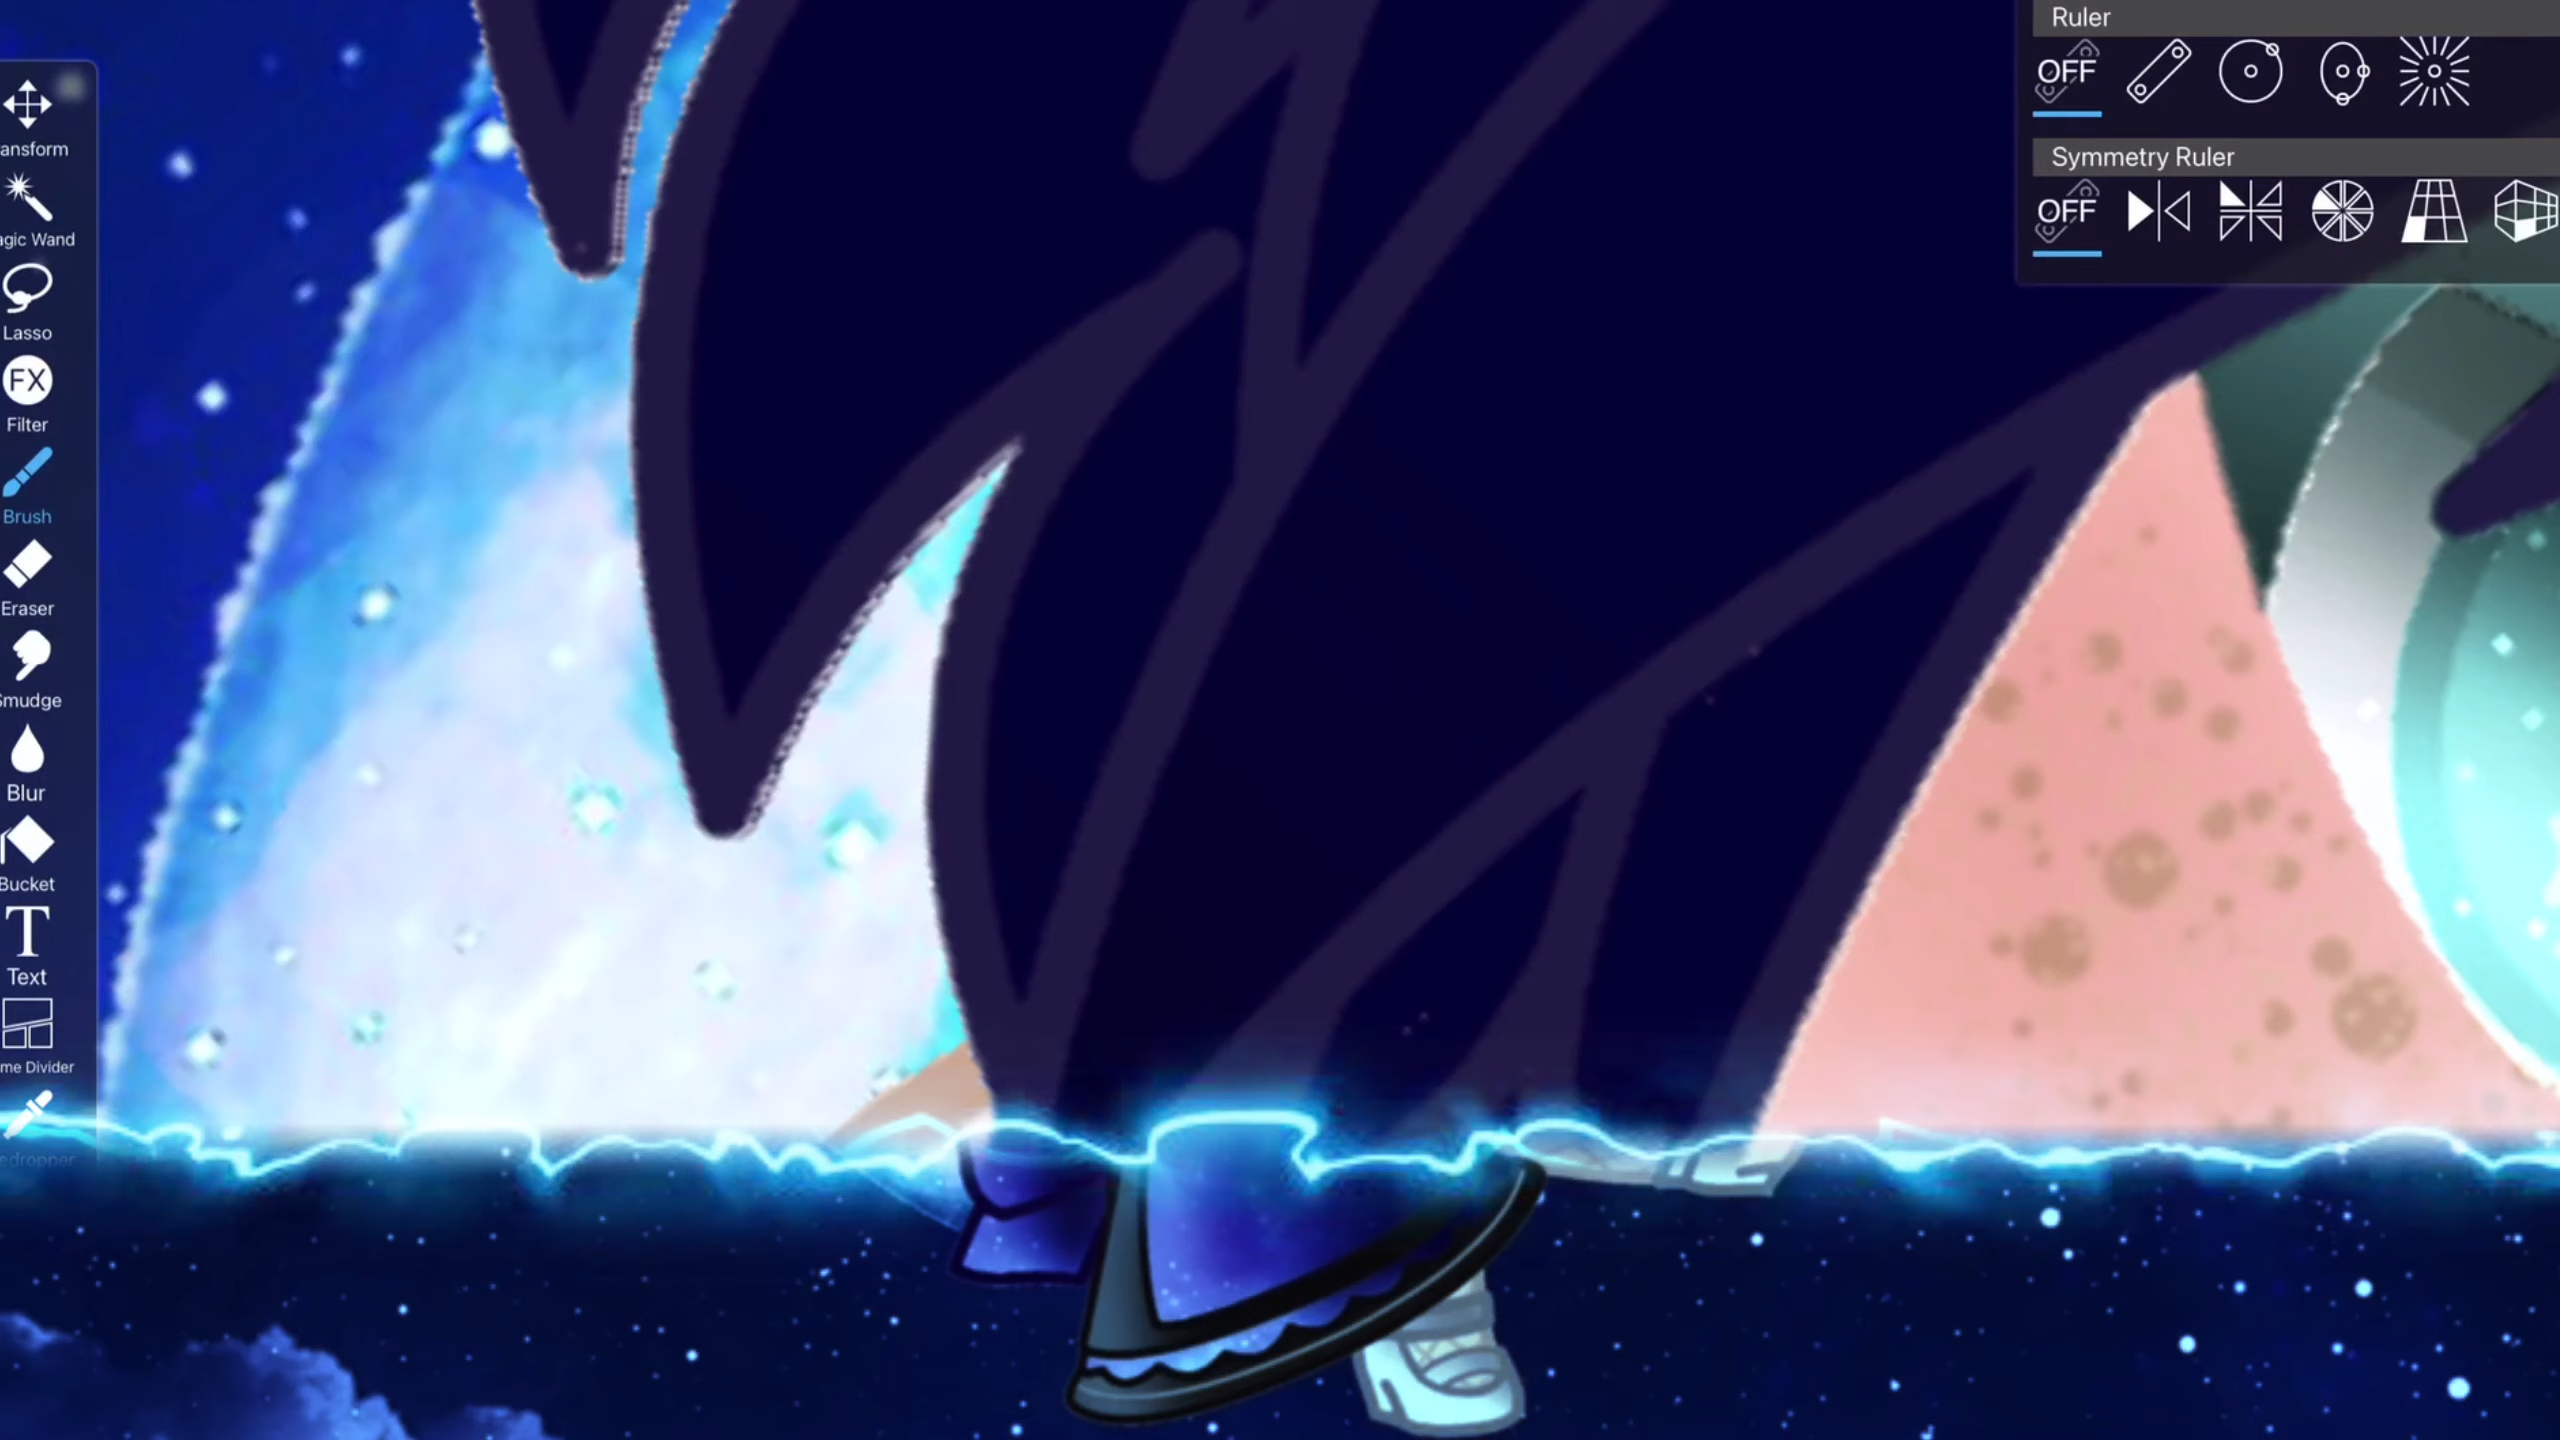 ansform
agic Wand
Lasso
FX
Filter
Brush
Eraser
Smudge
Blur
Bucket
T
Text
me Divider
edropper
Ruler
OFF
Symmetry Ruler
OFF